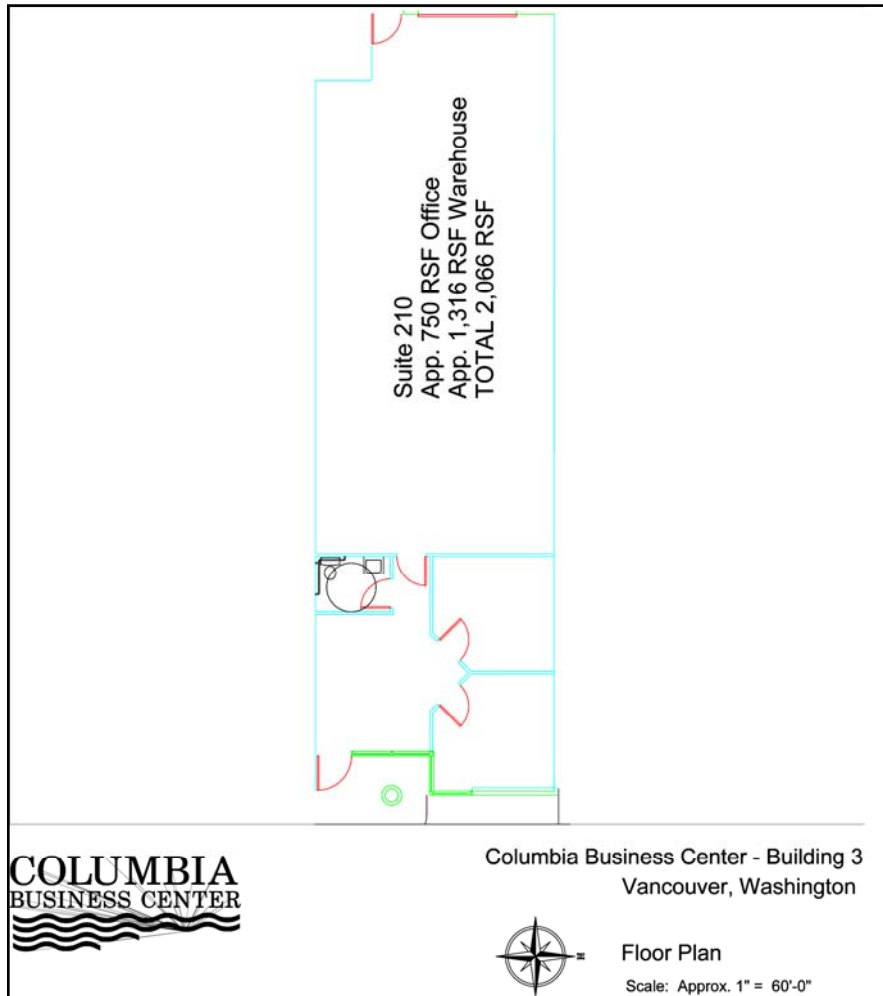 Suite 210
App. 750 RSF Office
App. 1,316 RSF Warehouse
TOTAL 2,066 RSF
COLUMBIA
BUSINESS CENTER
Columbia Business Center - Building 3
Vancouver, Washington
N
Floor Plan
Scale: Approx. 1" = 60'-0"